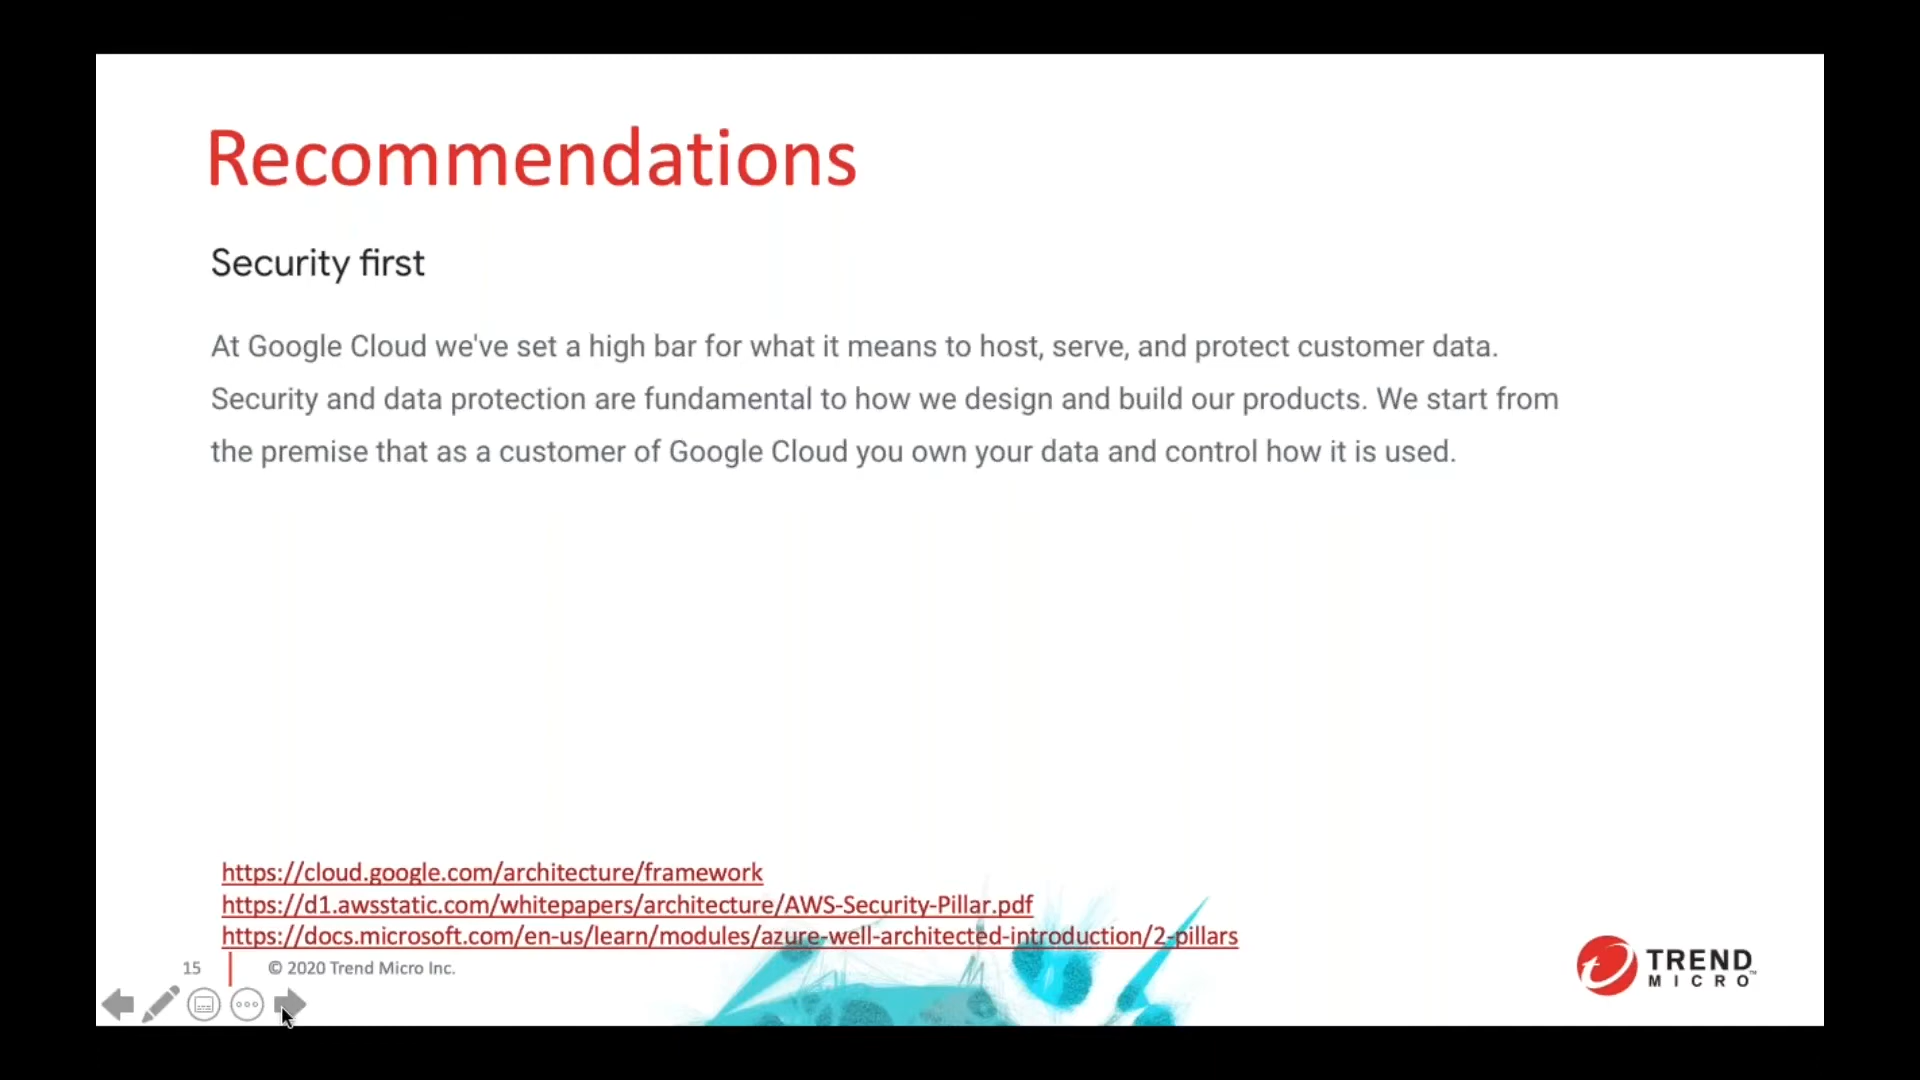 Recommendations
Security first
At Google Cloud we've set a high bar for what it means to host, serve, and protect customer data.
Security and data protection are fundamental to how we design and build our products. We start from
the premise that as a customer of Google Cloud you own your data and control how it is used.
https://cloud.google.com/architecture/framework
https://d1.awsstatic.com/whitepapers/architecture/AWS-Security-Pillar.pdf
https://docs.microsoft.com/en-us/learn/modules/azure-well-architected-introduction/2-pillars
15
© 2020 Trend Micro Inc.
TREND
MICRO™